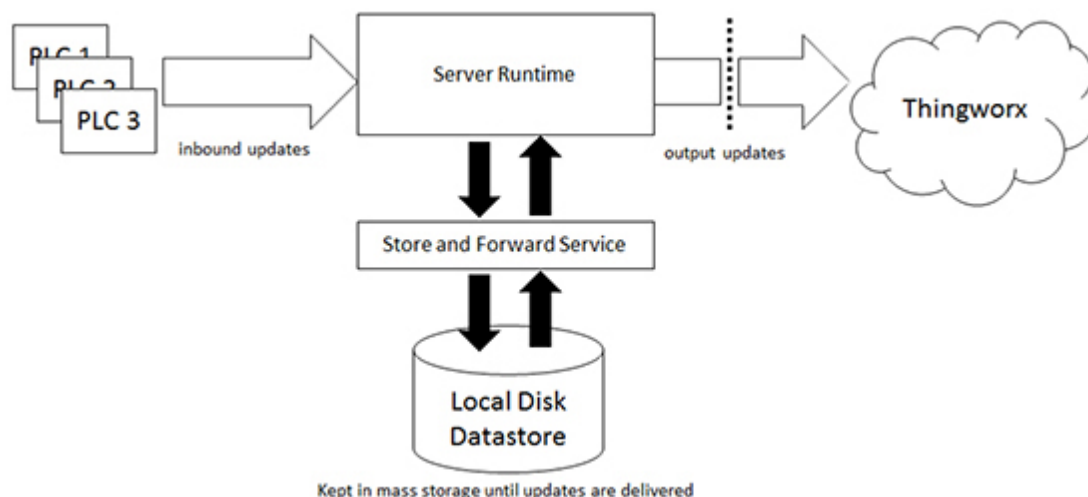 PLC 1
PLC 2
PLC 3
inbound updates
Server Runtime
output updates
Thingworx
Store and Forward Service
Local Disk
Datastore
Kept in mass storage until updates are delivered